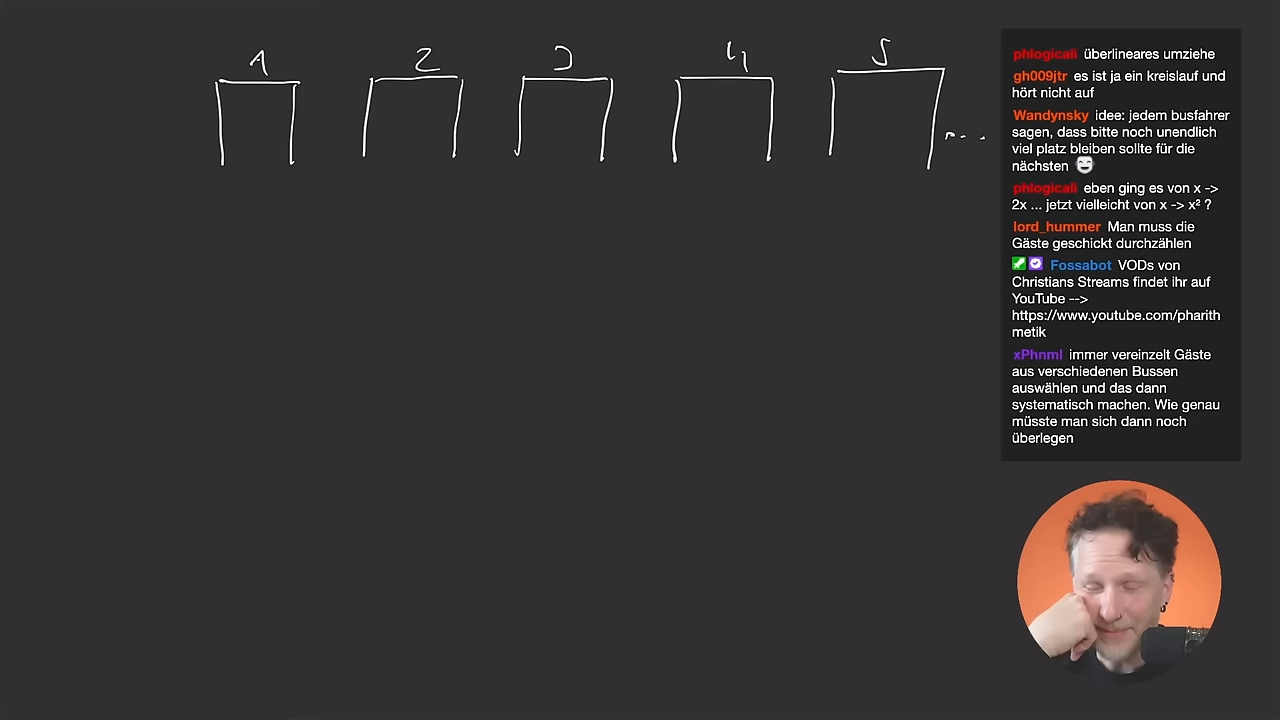 1 2 3 4 5 ...
phlogicali überlineares umziehe
gh009jtr es ist ja ein kreislauf und
hört nicht auf
Wandynsky idee: jedem busfahrer
sagen, dass bitte noch unendlich
viel platz bleiben sollte für die
nächsten
phlogicali eben ging es von x ->
2x ... jetzt vielleicht von x -> x² ?
lord_hummer Man muss die
Gäste geschickt durchzählen
Fossabot VODs von
Christians Streams findet ihr auf
YouTube -->
https://www.youtube.com/pharith
metik
xPhnml immer vereinzelt Gäste
aus verschiedenen Bussen
auswählen und das dann
systematisch machen. Wie genau
müsste man sich dann noch
überlegen